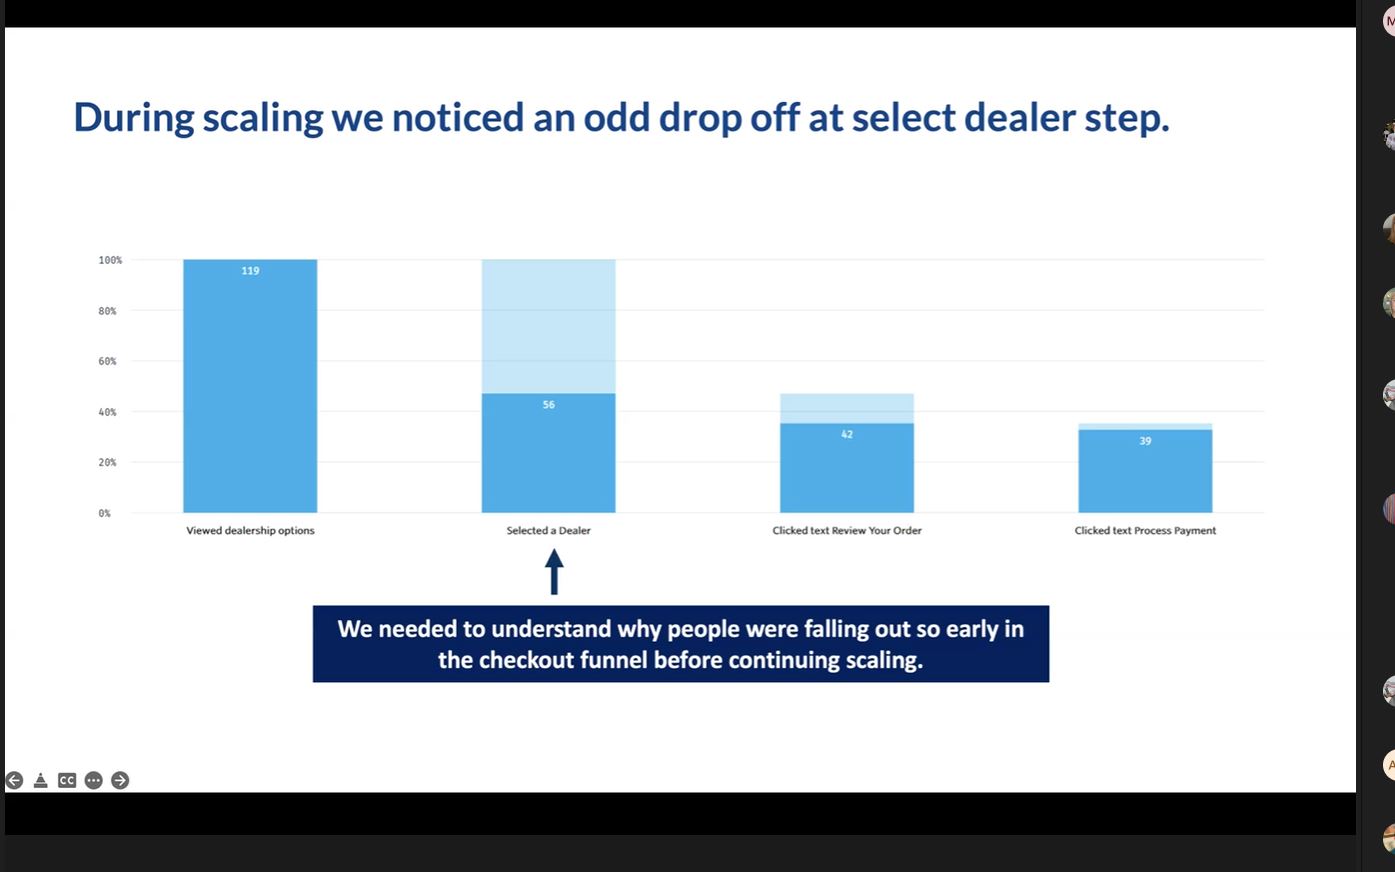 During scaling we noticed an odd drop off at select dealer step.
100%
80%
60%
40%
20%
0%
119
56
42
39
Viewed dealership options
Selected a Dealer
Clicked text Review Your Order
Clicked text Process Payment
We needed to understand why people were falling out so early in
the checkout funnel before continuing scaling.
CC
M
A